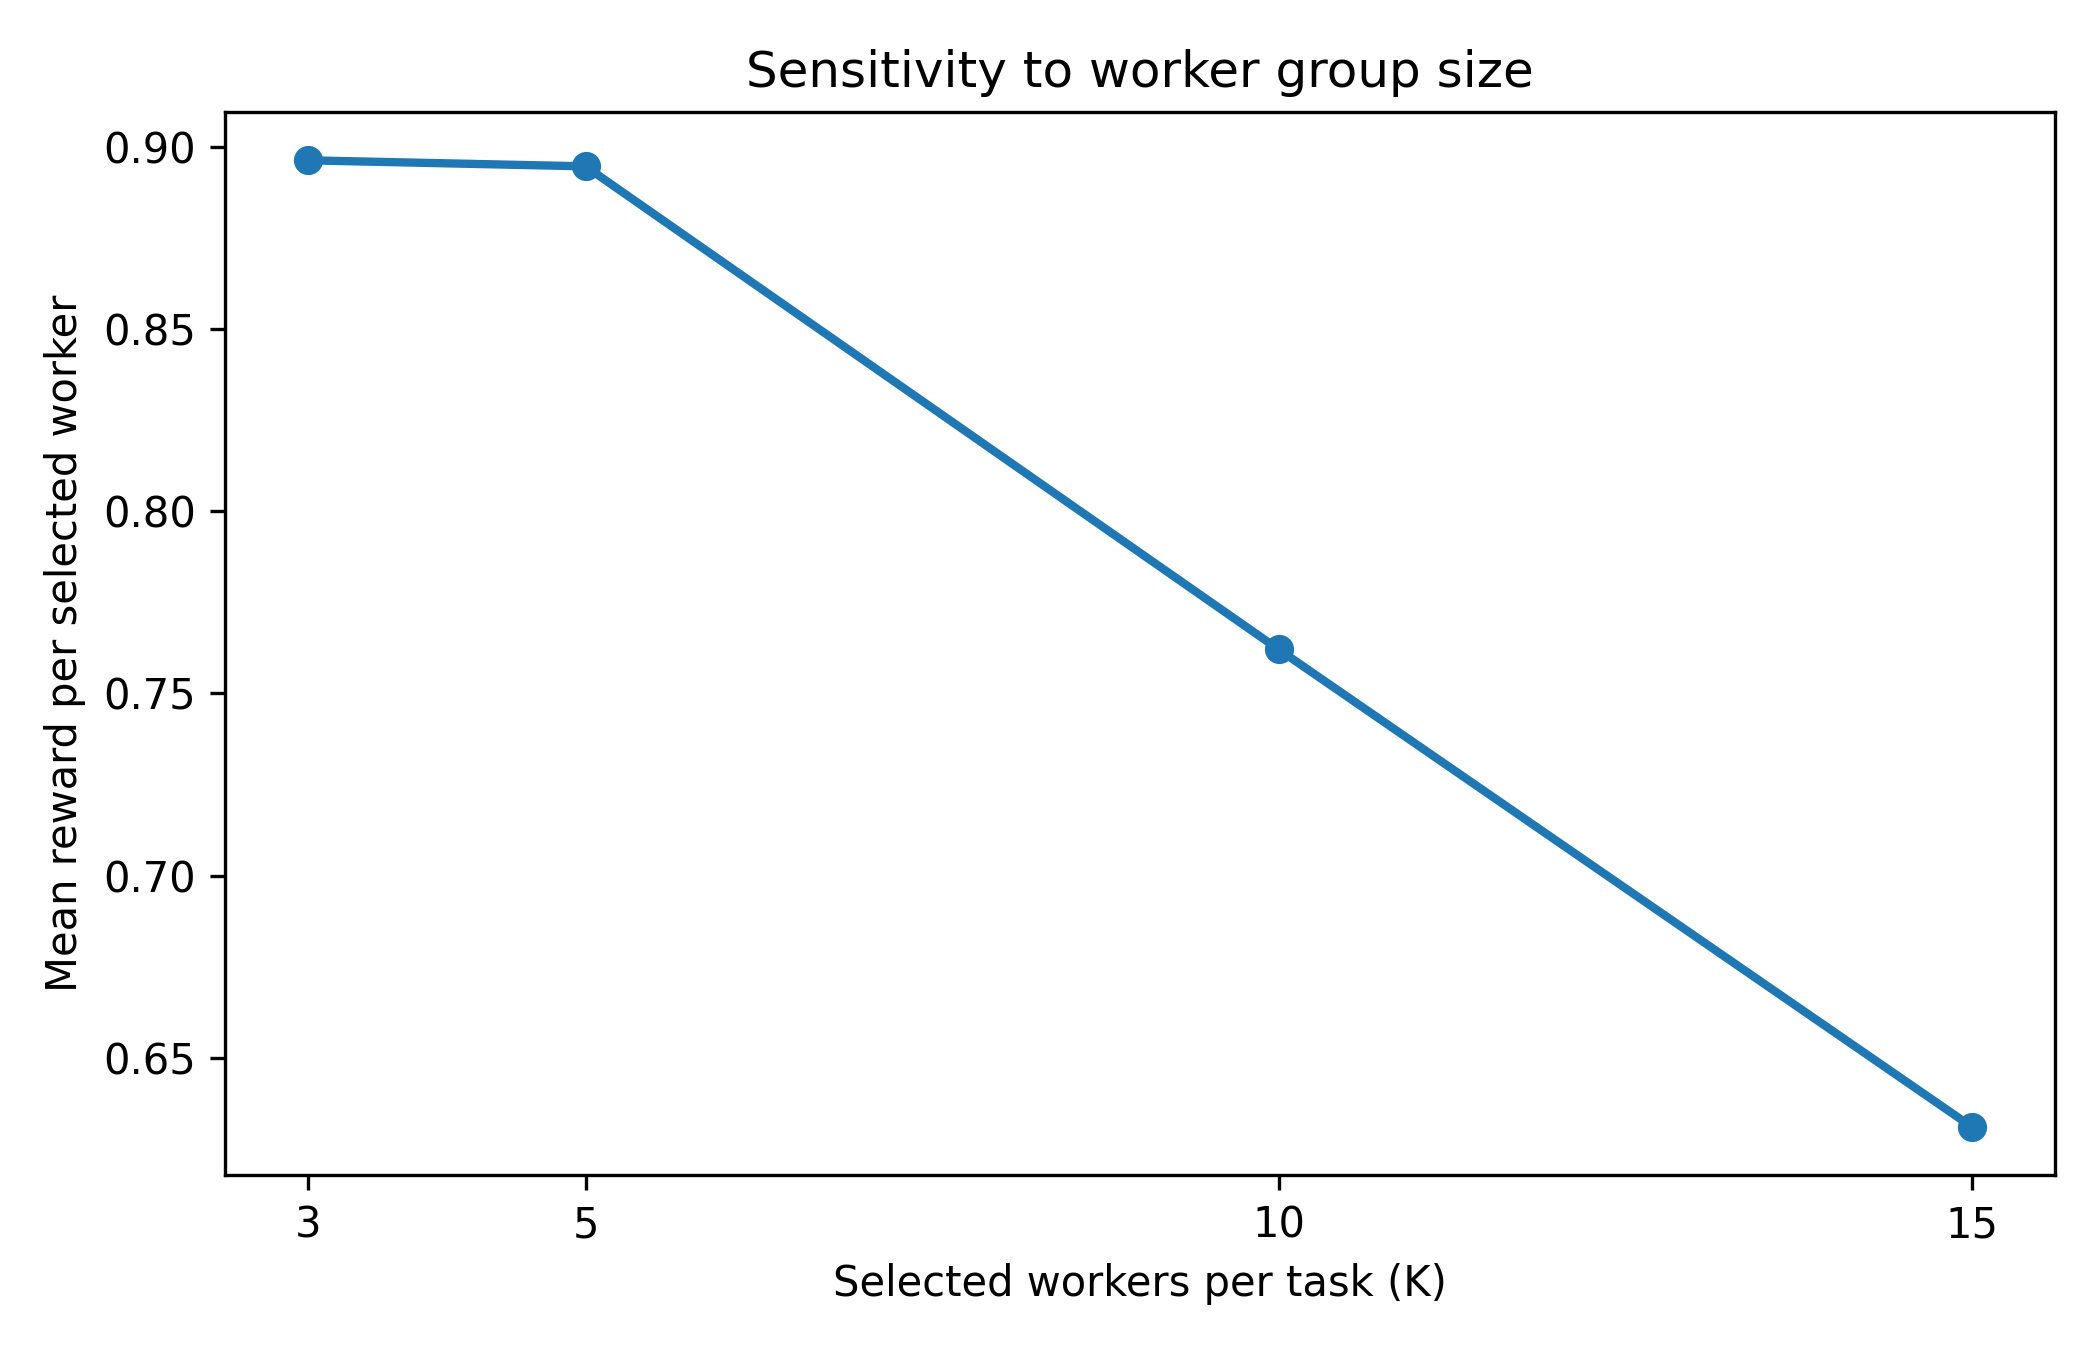 Sensitivity to worker group size
Mean reward per selected worker
0.90
0.85
0.80
0.75
0.70
0.65
3 5 10 15
Selected workers per task (K)